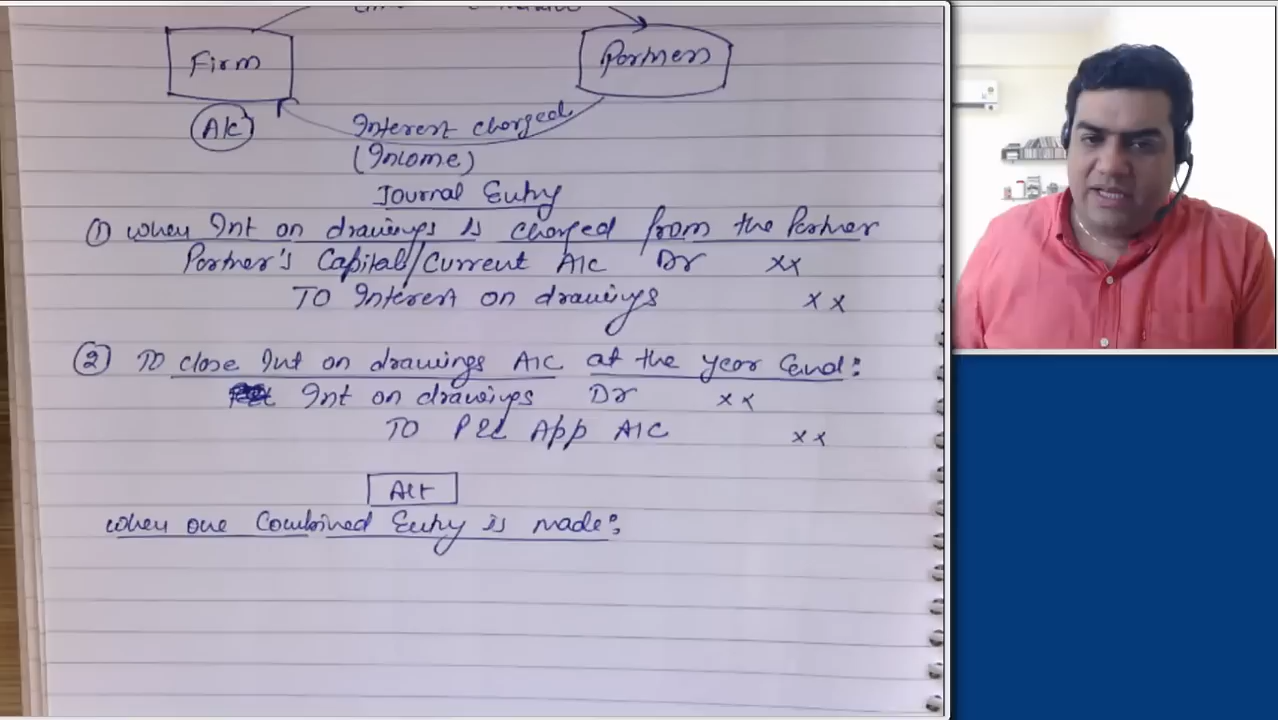 Firm
Partners
A/c
Interest charged
(Income)
Journal Entry
① When Int on drawings is charged from the Partner
Partner's Capital/Current A/c Dr xx
To Interest on drawings xx
② To close Int on drawings A/c at the year end:
Int on drawings Dr xx
To P&L App A/c xx
Alt
When one Combined Entry is made: